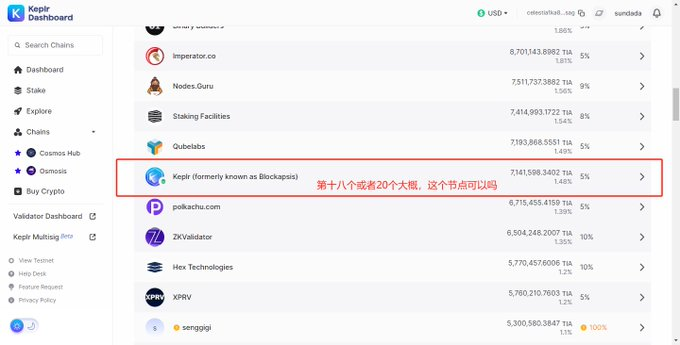 Keplr
Dashboard
USD
celestia1ka8...sag
sundada
Search Chains
Dashboard
Stake
Explore
Chains
Cosmos Hub
Osmosis
Buy Crypto
Validator Dashboard
Keplr Multisig Beta
View Testnet
Help Desk
Feature Request
Privacy Policy
Binary Builders
1.86%
Imperator.co
8,701,143.8982 TIA
1.81%
5%
Nodes.Guru
7,511,737.3882 TIA
1.56%
9%
Staking Facilities
7,414,993.1722 TIA
1.54%
8%
Qubelabs
7,193,868.5551 TIA
1.49%
5%
Keplr (formerly known as Blockapsis)
7,141,598.3402 TIA
1.48%
5%
第十八个或者20个大概，这个节点可以吗
polkachu.com
6,715,455.4159 TIA
1.39%
5%
ZKValidator
6,504,248.2007 TIA
1.35%
10%
Hex Technologies
5,770,457.6006 TIA
1.2%
10%
XPRV
XPRV
5,760,210.7603 TIA
1.2%
5%
S
senggigi
5,300,580.3847 TIA
1.1%
100%